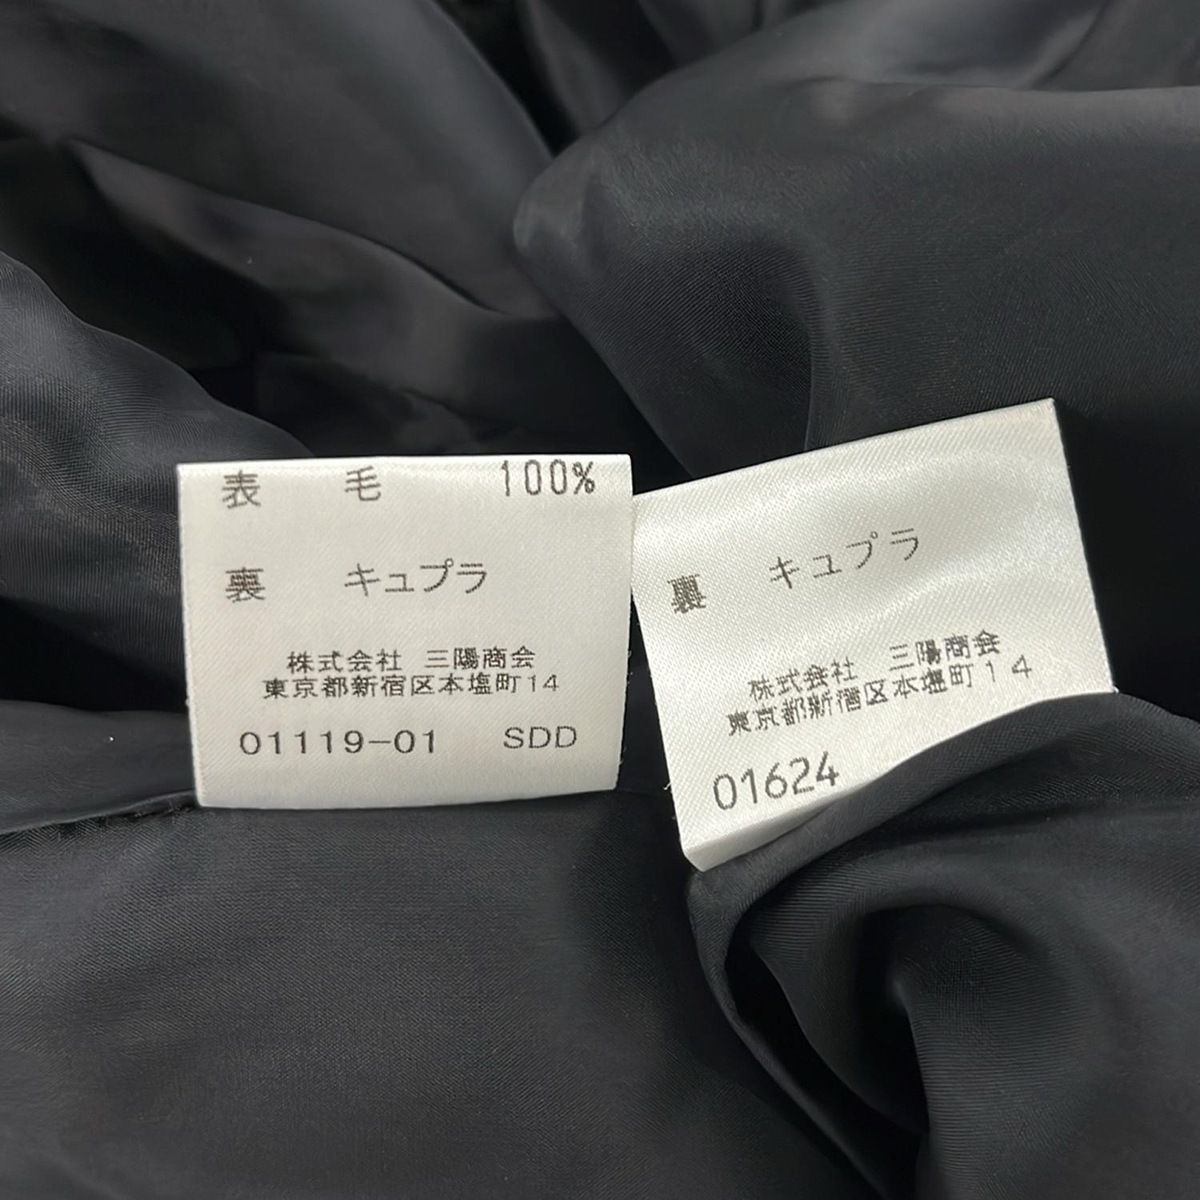 表 毛 100%
裏 キュプラ
株式会社 三陽商会
東京都新宿区本塩町14
01119-01 SDD
裏 キュプラ
株式会社 三陽商会
東京都新宿区本塩町14
01624